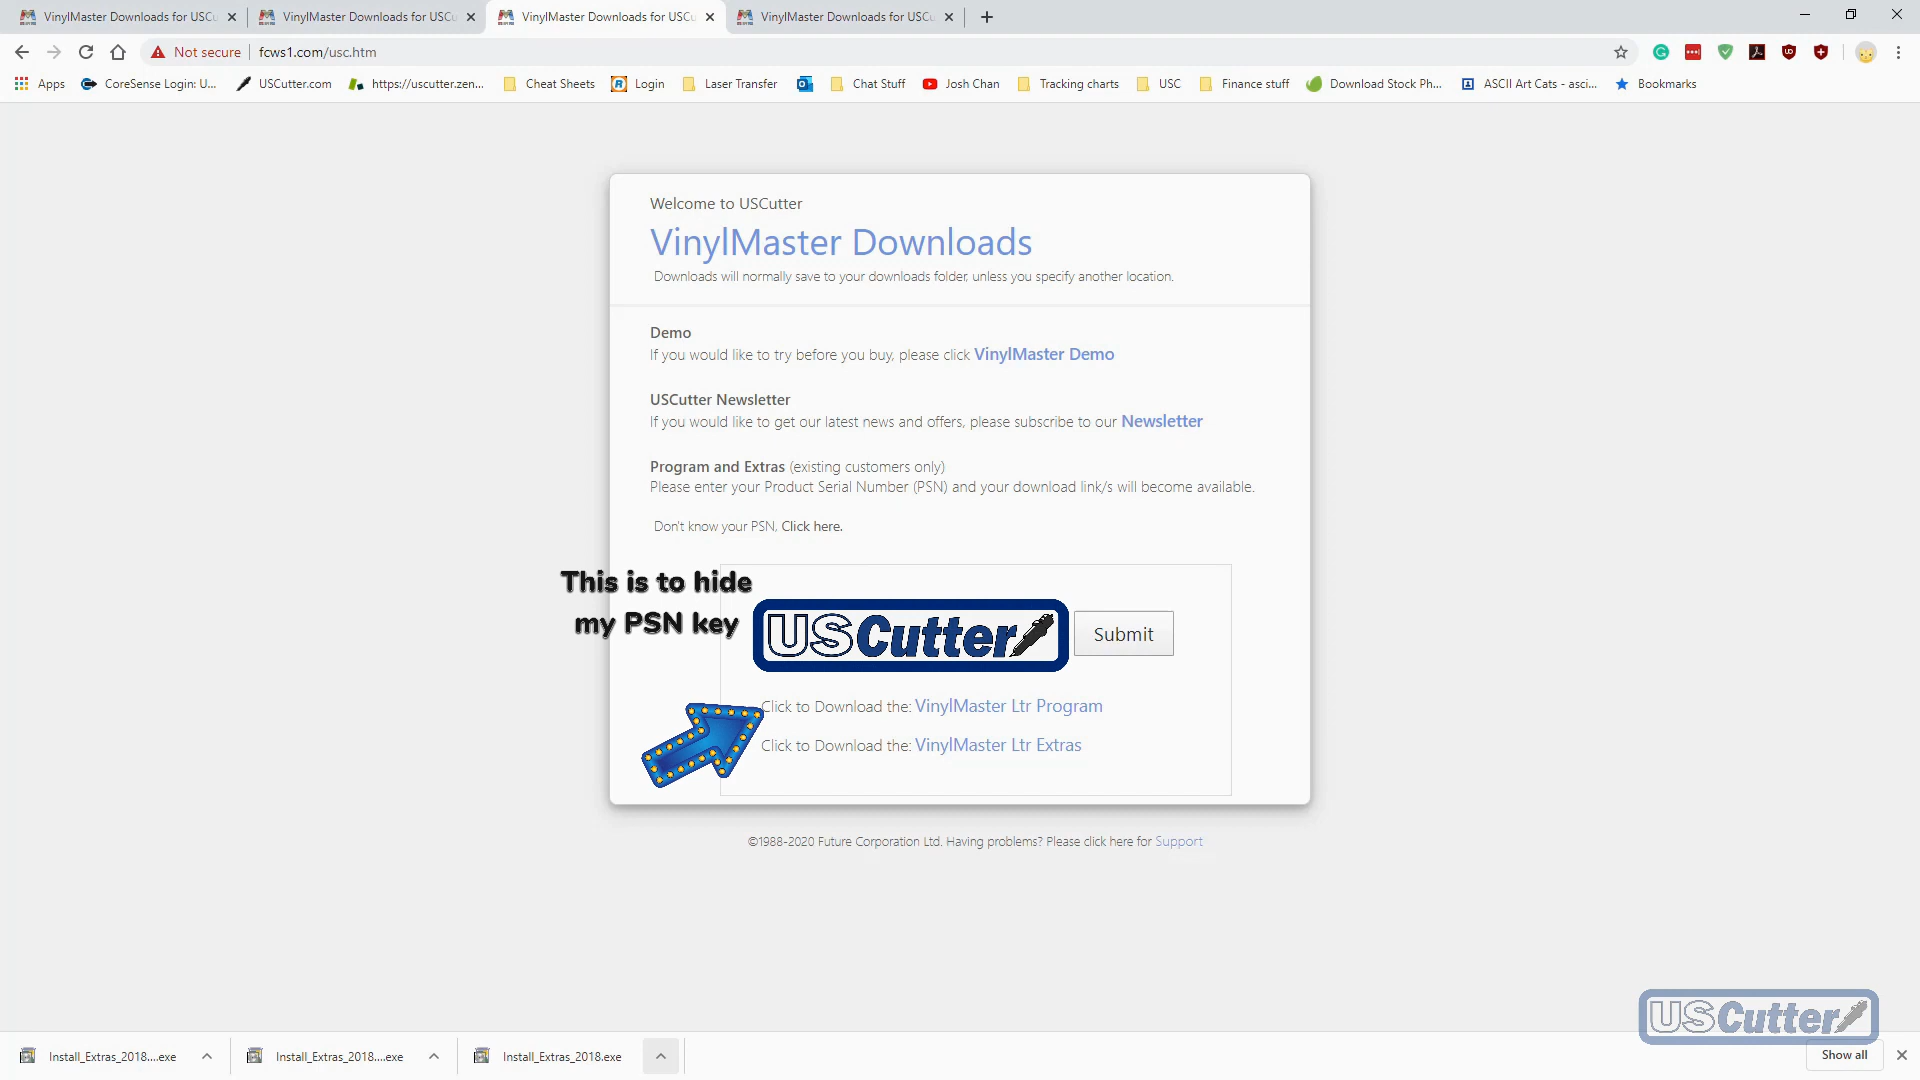 VinylMaster Downloads for USCu
VinylMaster Downloads for USCu
VinylMaster Downloads for USCu
VinylMaster Downloads for USCu
Not secure
fcws1.com/usc.htm
Apps
CoreSense Login: U...
USCutter.com
https://uscutter.zen...
Cheat Sheets
Login
Laser Transfer
Chat Stuff
Josh Chan
Tracking charts
USC
Finance stuff
Download Stock Ph...
ASCII Art Cats - asci...
Bookmarks
Welcome to USCutter
VinylMaster Downloads
Downloads will normally save to your downloads folder, unless you specify another location.
Demo
If you would like to try before you buy, please click VinylMaster Demo
USCutter Newsletter
If you would like to get our latest news and offers, please subscribe to our Newsletter
Program and Extras (existing customers only)
Please enter your Product Serial Number (PSN) and your download link/s will become available.
Don't know your PSN, Click here.
This is to hide
my PSN key
USCutter
Submit
Click to Download the: VinylMaster Ltr Program
Click to Download the: VinylMaster Ltr Extras
©1988-2020 Future Corporation Ltd. Having problems? Please click here for Support
USCutter
Install_Extras_2018....exe
Install_Extras_2018....exe
Install_Extras_2018.exe
Show all